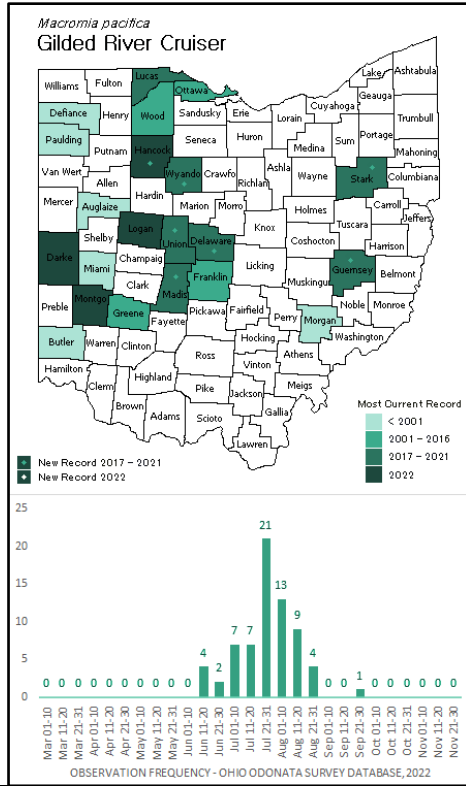 Macromia pacifica
Gilded River Cruiser
Williams Fulton Lucas Ottawa Lake Ashtabula
Defiance Henry Wood Sandusky Erie Lorain Cuyahoga Geauga Trumbull
Paulding Putnam Hancock Seneca Huron Medina Sum Portage Mahoning
Van Wert Allen Wyando Crawfo Richlan Ashla Wayne Stark Columbiana
Mercer Auglaize Hardin Marion Morro Knox Holmes Tuscara Carroll Jeffers
Darke Shelby Logan Union Delaware Licking Coshocton Harrison
Miami Champaig Clark Madis Franklin Muskingu Guernsey Belmont
Preble Montgo Greene Fayette Pickawa Fairfield Perry Morgan Noble Monroe
Butler Warren Clinton Ross Hocking Athens Washington
Hamilton Clerm Highland Pike Vinton Meigs
Brown Adams Scioto Jackson Gallia
Lawren
Most Current Record
< 2001
2001 - 2016
2017 - 2021
2022
New Record 2017 - 2021
New Record 2022
25
20
15
10
5
0
0 0 0 0 0 0 0 0 0 0 4 2 7 7 21 13 9 4 0 0 1 0 0 0 0 0 0
Mar 01-10
Mar 11-20
Mar 21-31
Apr 01-10
Apr 11-20
Apr 21-30
May 01-10
May 11-20
May 21-31
Jun 01-10
Jun 11-20
Jun 21-30
Jul 01-10
Jul 11-20
Jul 21-31
Aug 01-10
Aug 11-20
Aug 21-31
Sep 01-10
Sep 11-20
Sep 21-30
Oct 01-10
Oct 11-20
Oct 21-31
Nov 01-10
Nov 11-20
Nov 21-30
OBSERVATION FREQUENCY - OHIO ODONATA SURVEY DATABASE, 2022